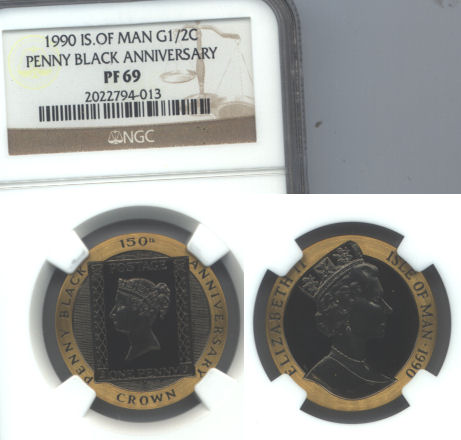 1990 IS.OF MAN G1/2C
PENNY BLACK ANNIVERSARY
PF 69
2022794-013
NGC
PENNY BLACK 150th ANNIVERSARY
POSTAGE
ONE PENNY
CROWN
ELIZABETH II
ISLE OF MAN · 1990